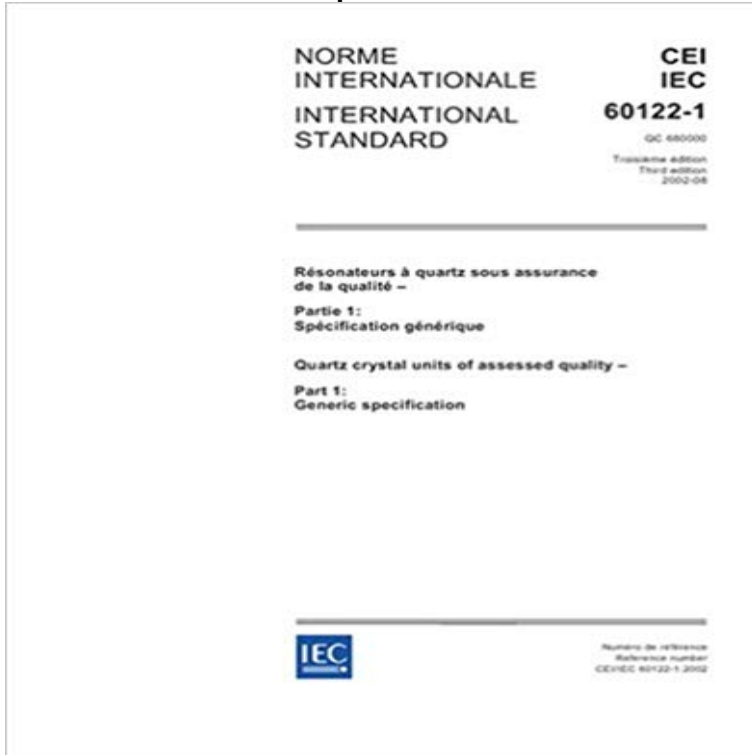 NORME
INTERNATIONALE
INTERNATIONAL
STANDARD
CEI
IEC
60122-1
QC 680000
Troisième édition
Third edition
2002-08
Résonateurs à quartz sous assurance
de la qualité –
Partie 1:
Spécification générique
Quartz crystal units of assessed quality –
Part 1:
Generic specification
IEC
Numéro de référence
Reference number
CEI/IEC 60122-1:2002